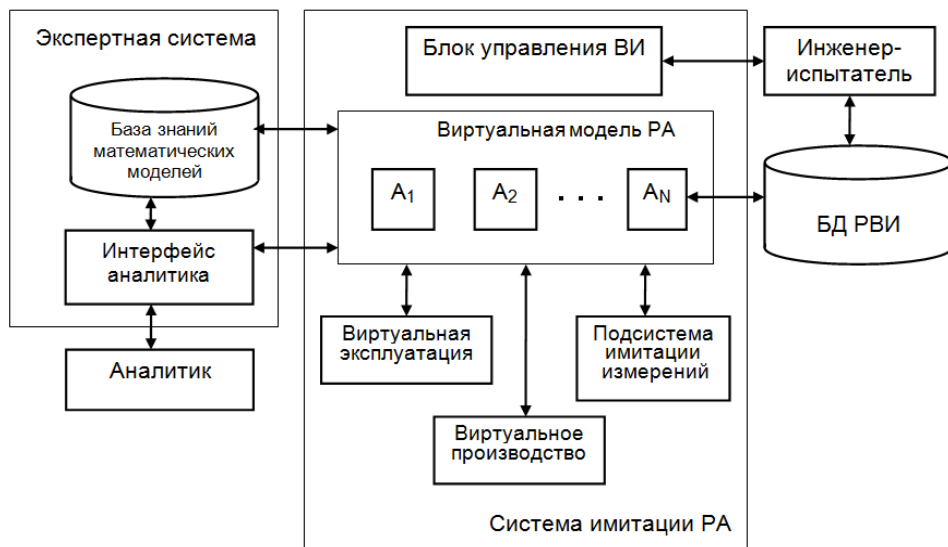 Экспертная система
База знаний
математических
моделей
Интерфейс
аналитика
Аналитик
Блок управления ВИ
Виртуальная модель РА
A1
A2
. . .
AN
Виртуальная
эксплуатация
Подсистема
имитации
измерений
Виртуальное
производство
Система имитации РА
Инженер-
испытатель
БД РВИ